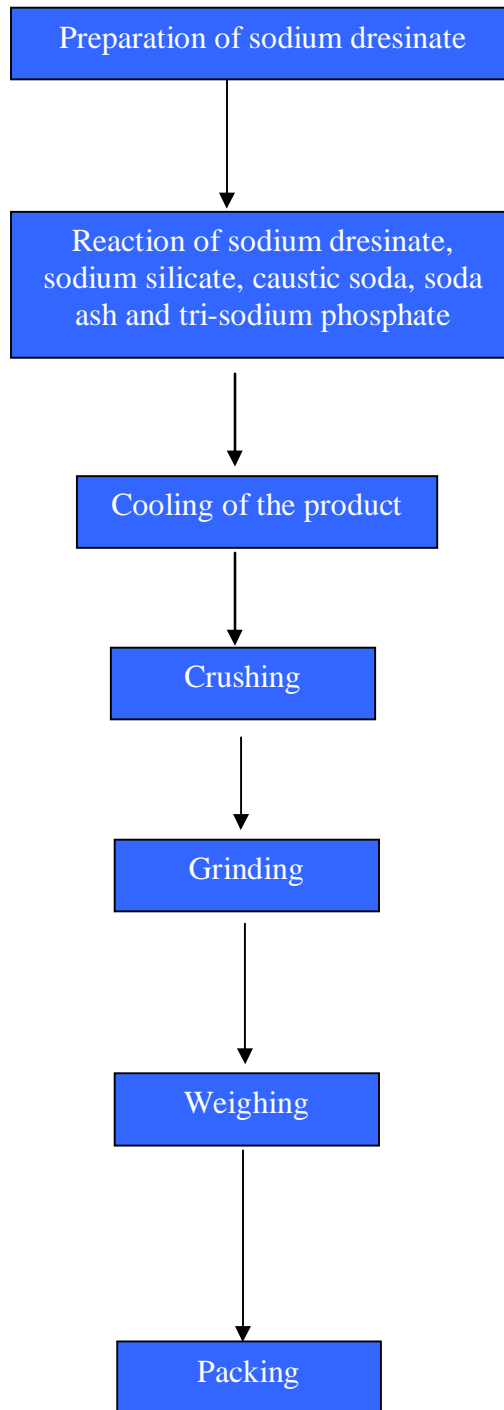 Preparation of sodium dresinate
Reaction of sodium dresinate,
sodium silicate, caustic soda, soda
ash and tri-sodium phosphate
Cooling of the product
Crushing
Grinding
Weighing
Packing